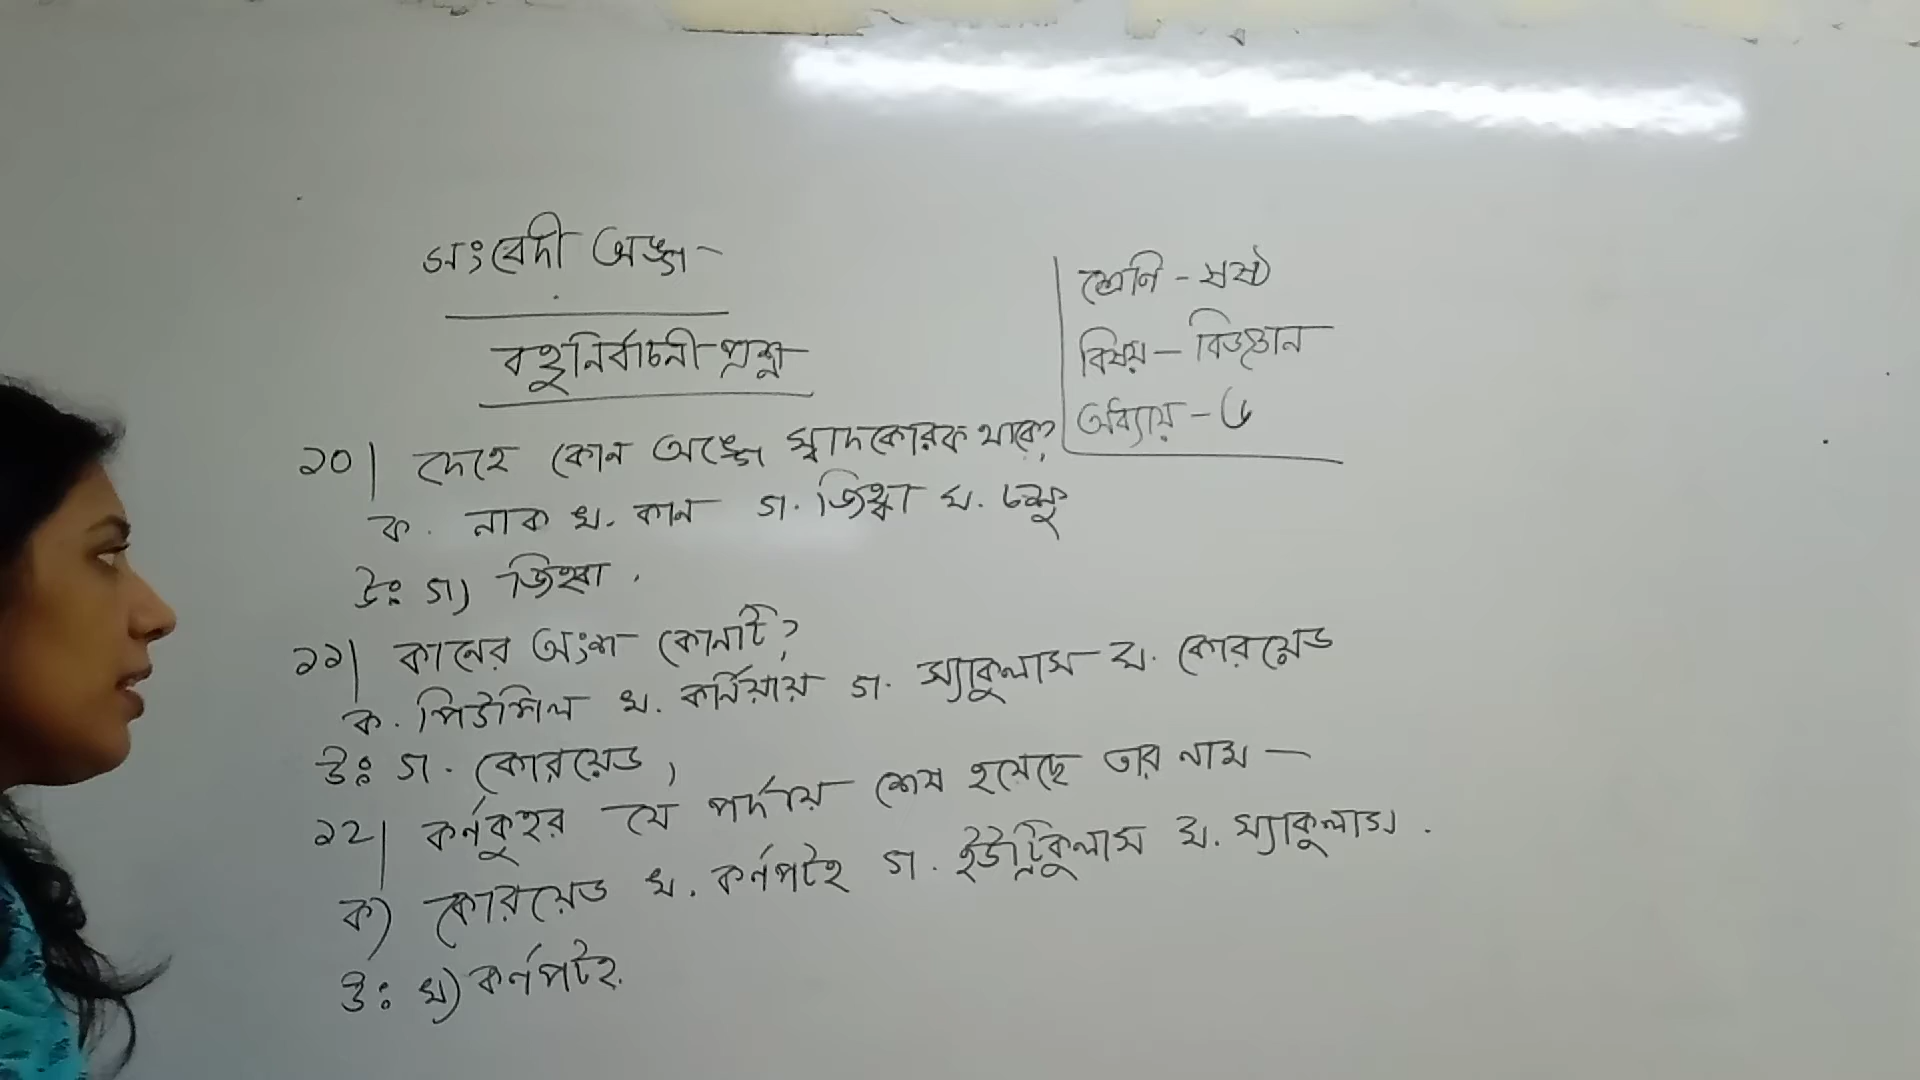 সংবেদী অঙ্গ -
বহুনির্বাচনী প্রশ্ন
শ্রেনি - ষষ্ঠ
বিষয় - বিজ্ঞান
অধ্যায় - ৬
২০| দেহে কোন অঙ্গে স্বাদকোরক থাকে?
ক. নাক খ. কান গ. জিহ্বা ঘ. চক্ষু
উঃ গ) জিহ্বা.
২১| কানের অংশ কোনটি?
ক. পিউপিল খ. কর্নিয়ায় গ. ম্যাকুলাস ঘ. কোরয়েড
উঃ গ. কোরয়েড,
২২| কর্নকুহর যে পর্দায় শেষ হয়েছে তার নাম -
ক) কোরয়েড খ. কর্নপটহ গ. ইউট্রিকুলাস ঘ. ম্যাকুলাস.
উঃ খ) কর্নপটহ.